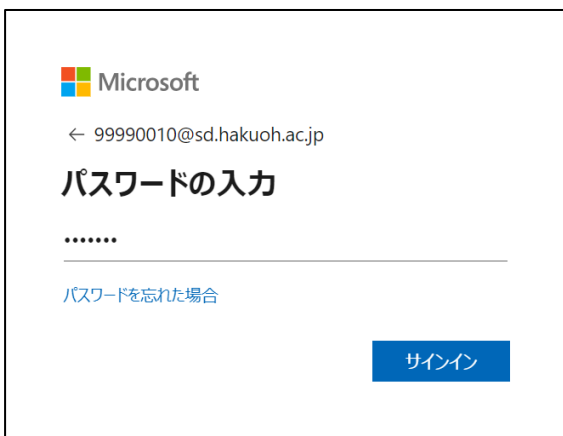 Microsoft
← 99990010@sd.hakuoh.ac.jp
パスワードの入力
•••••••
パスワードを忘れた場合
サインイン